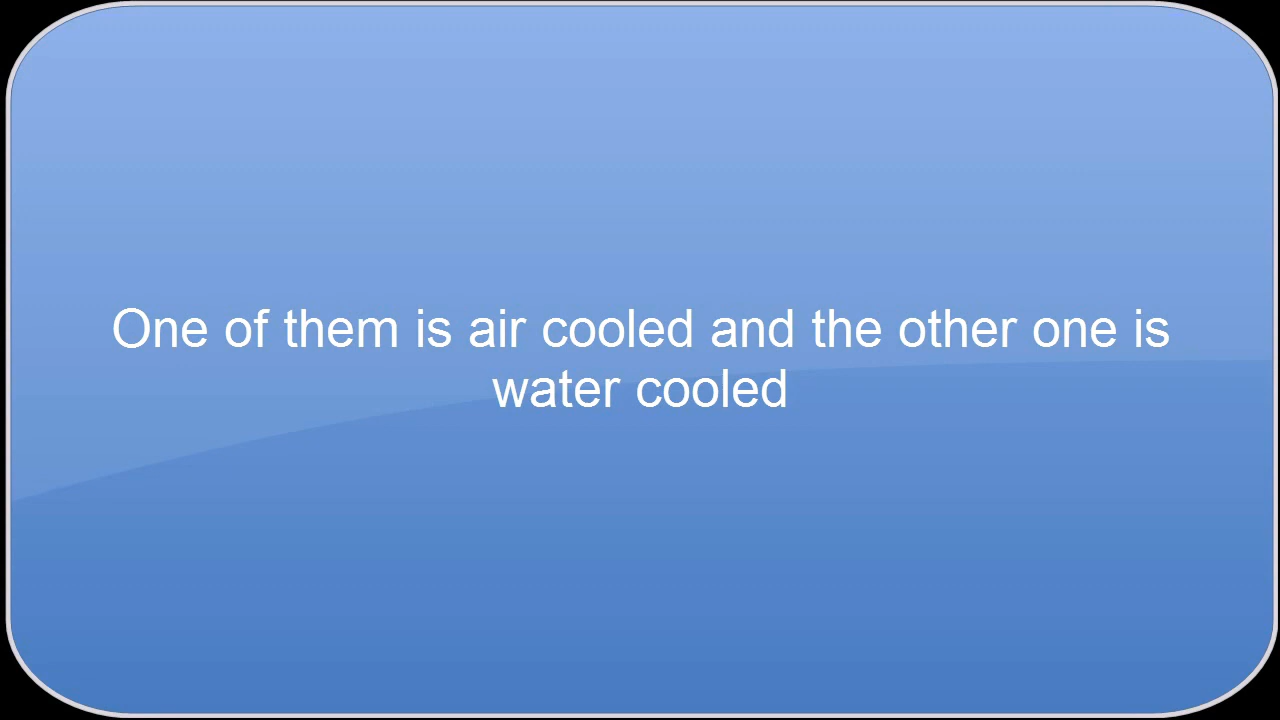 One of them is air cooled and the other one is
water cooled